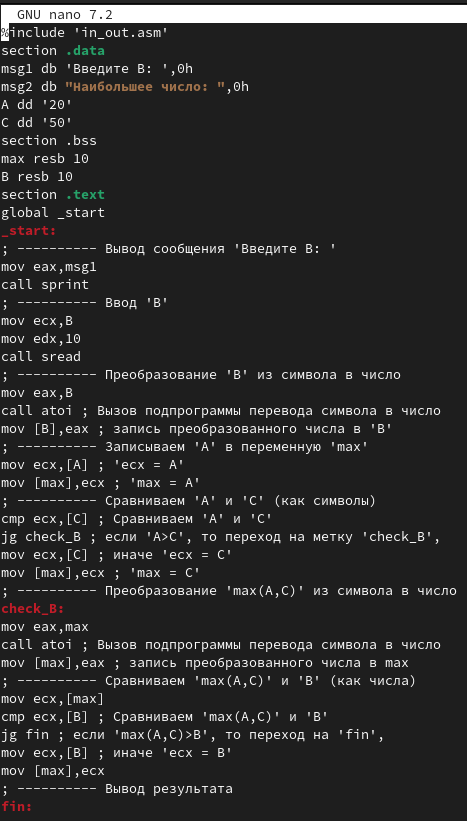 GNU nano 7.2
%include 'in_out.asm'
section .data
msg1 db 'Введите B: ',0h
msg2 db "Наибольшее число: ",0h
A dd '20'
C dd '50'
section .bss
max resb 10
B resb 10
section .text
global _start
_start:
; ---------- Вывод сообщения 'Введите B: '
mov eax,msg1
call sprint
; ---------- Ввод 'B'
mov ecx,B
mov edx,10
call sread
; ---------- Преобразование 'B' из символа в число
mov eax,B
call atoi ; Вызов подпрограммы перевода символа в число
mov [B],eax ; запись преобразованного числа в 'B'
; ---------- Записываем 'A' в переменную 'max'
mov ecx,[A] ; 'ecx = A'
mov [max],ecx ; 'max = A'
; ---------- Сравниваем 'A' и 'С' (как символы)
cmp ecx,[C] ; Сравниваем 'A' и 'С'
jg check_B ; если 'A>C', то переход на метку 'check_B',
mov ecx,[C] ; иначе 'ecx = C'
mov [max],ecx ; 'max = C'
; ---------- Преобразование 'max(A,C)' из символа в число
check_B:
mov eax,max
call atoi ; Вызов подпрограммы перевода символа в число
mov [max],eax ; запись преобразованного числа в max
; ---------- Сравниваем 'max(A,C)' и 'B' (как числа)
mov ecx,[max]
cmp ecx,[B] ; Сравниваем 'max(A,C)' и 'B'
jg fin ; если 'max(A,C)>B', то переход на 'fin',
mov ecx,[B] ; иначе 'ecx = B'
mov [max],ecx
; ---------- Вывод результата
fin: